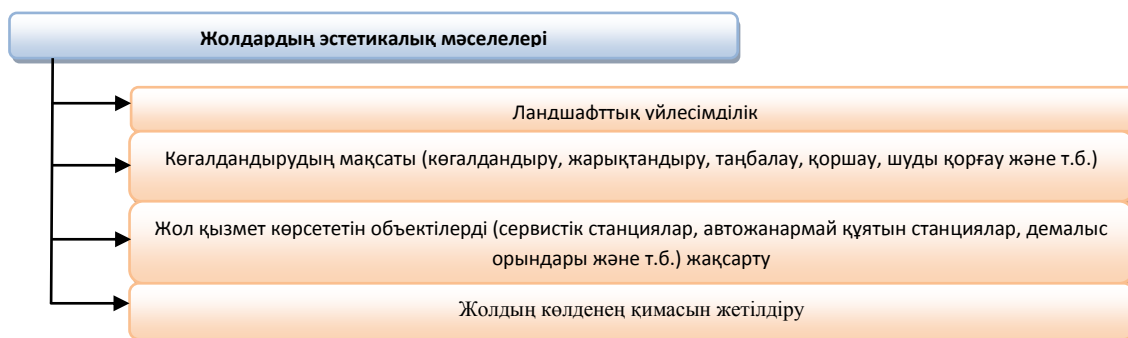 Жолдардың эстетикалық мәселелері
Ландшафттық үйлесімділік
Көгалдандырудың мақсаты (көгалдандыру, жарықтандыру, таңбалау, қоршау, шуды қорғау және т.б.)
Жол қызмет көрсететін объектілерді (сервистік станциялар, автожанармай құятын станциялар, демалыс
орындары және т.б.) жақсарту
Жолдың көлденең қимасын жетілдіру